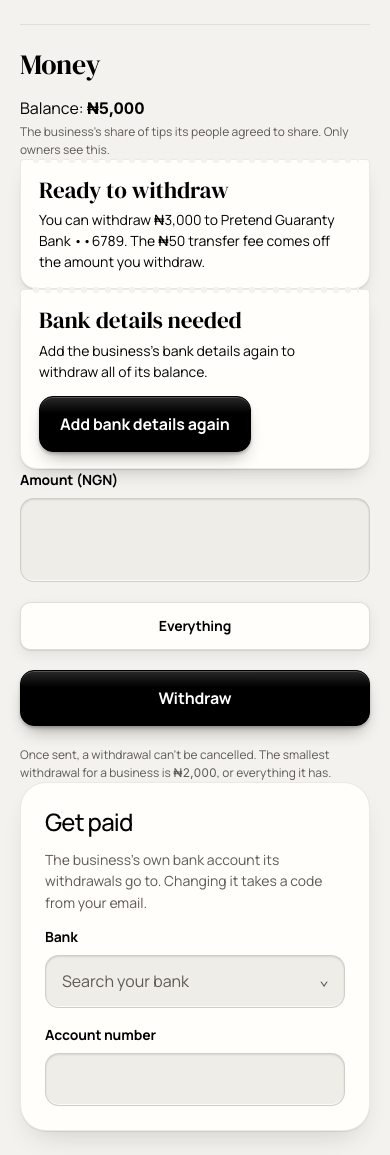 Money
Balance: ₦5,000
The business's share of tips its people agreed to share. Only
owners see this.
Ready to withdraw
You can withdraw ₦3,000 to Pretend Guaranty
Bank ••6789. The ₦50 transfer fee comes off
the amount you withdraw.
Bank details needed
Add the business's bank details again to
withdraw all of its balance.
Add bank details again
Amount (NGN)
Everything
Withdraw
Once sent, a withdrawal can't be cancelled. The smallest
withdrawal for a business is ₦2,000, or everything it has.
Get paid
The business's own bank account its
withdrawals go to. Changing it takes a code
from your email.
Bank
Search your bank
Account number